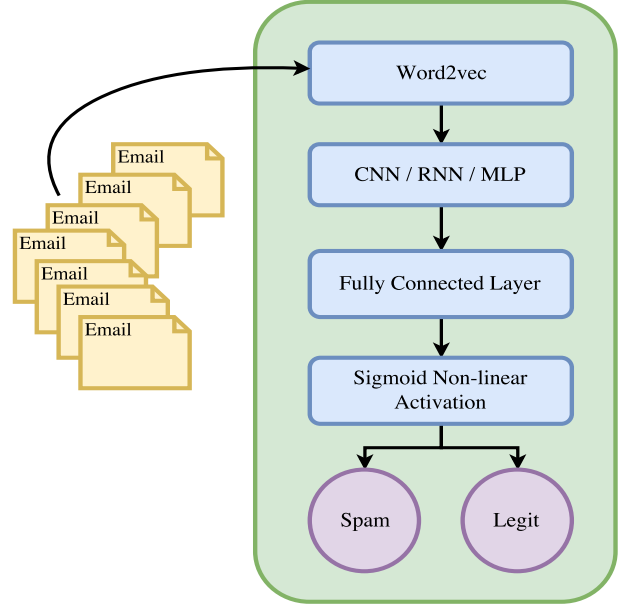 Word2vec
CNN / RNN / MLP
Fully Connected Layer
Sigmoid Non-linear
Activation
Spam
Legit
Email
Email
Email
Email
Email
Email
Email